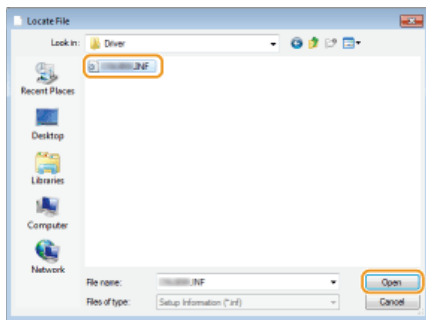 Locate File
Look in: Driver
.INF
Recent Places
Desktop
Libraries
Computer
Network
File name: .INF
Open
Files of type: Setup Information (*.inf)
Cancel